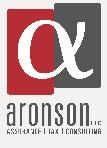 α
aronson LLC
ASSURANCE | TAX | CONSULTING